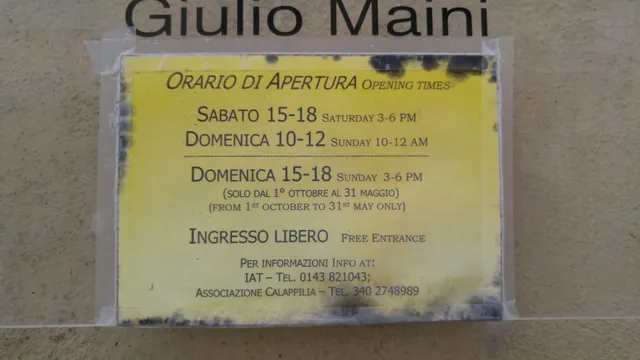 Giulio Maini
ORARIO DI APERTURA OPENING TIMES
SABATO 15-18 SATURDAY 3-6 PM
DOMENICA 10-12 SUNDAY 10-12 AM
DOMENICA 15-18 SUNDAY 3-6 PM
(SOLO DAL 1° OTTOBRE AL 31 MAGGIO)
(FROM 1ST OCTOBER TO 31ST MAY ONLY)
INGRESSO LIBERO FREE ENTRANCE
PER INFORMAZIONI INFO AT:
IAT – TEL. 0143 821043;
ASSOCIAZIONE CALAPPILIA – TEL. 340 2748989